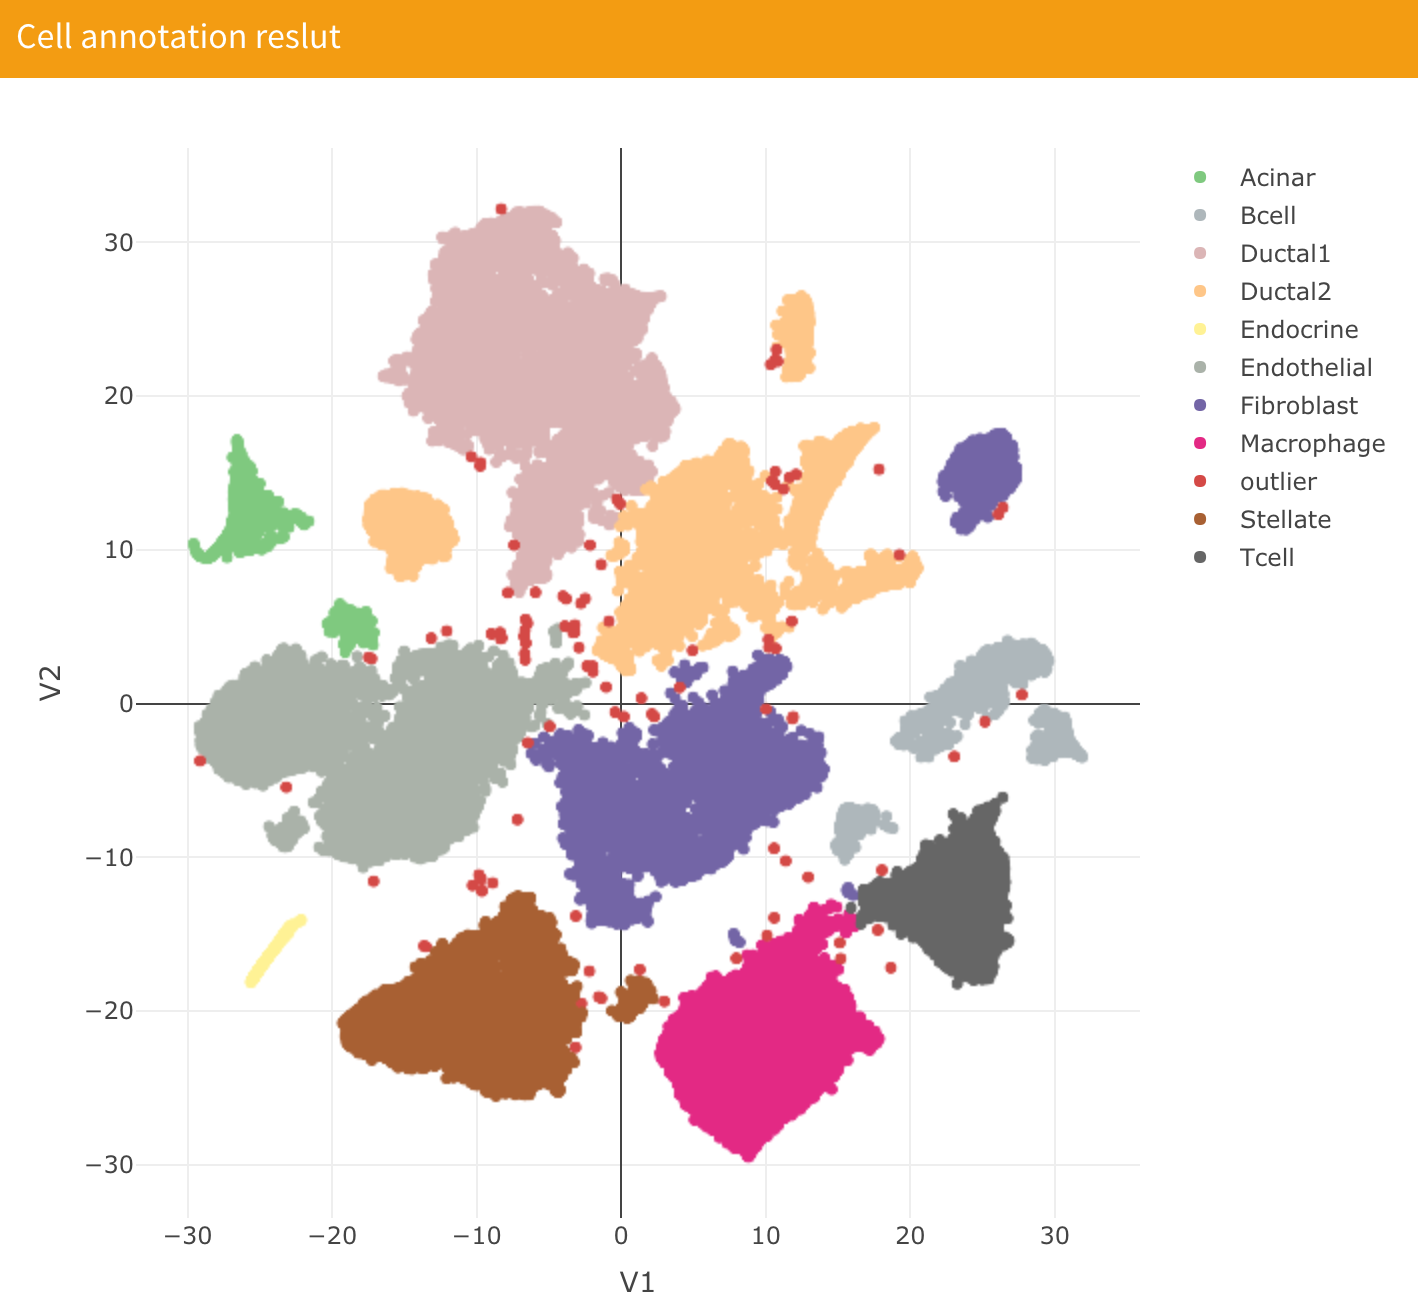 Cell annotation reslut
Acinar
Bcell
Ductal1
Ductal2
Endocrine
Endothelial
Fibroblast
Macrophage
outlier
Stellate
Tcell
30
20
10
0
−10
−20
−30
V2
−30 −20 −10 0 10 20 30
V1